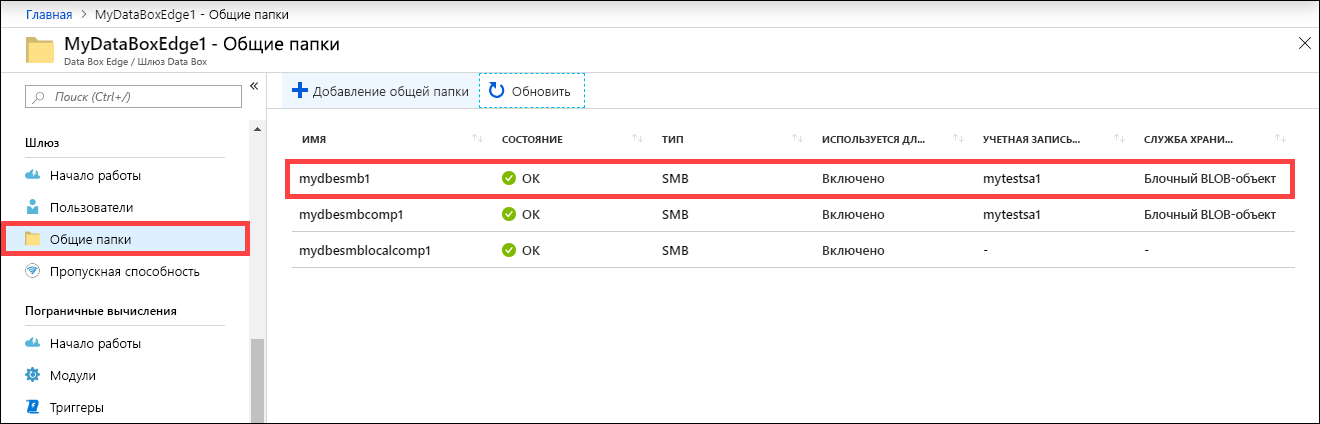 Главная > MyDataBoxEdge1 - Общие папки
MyDataBoxEdge1 - Общие папки
Data Box Edge / Шлюз Data Box
Поиск (Ctrl+/)
Шлюз
Начало работы
Пользователи
Общие папки
Пропускная способность
Пограничные вычисления
Начало работы
Модули
Триггеры
Добавление общей папки Обновить
ИМЯ СОСТОЯНИЕ ТИП ИСПОЛЬЗУЕТСЯ ДЛ... УЧЕТНАЯ ЗАПИСЬ... СЛУЖБА ХРАНИ...
mydbesmb1 OK SMB Включено mytestsa1 Блочный BLOB-объект
mydbesmbcomp1 OK SMB Включено mytestsa1 Блочный BLOB-объект
mydbesmblocalcomp1 OK SMB Включено - -